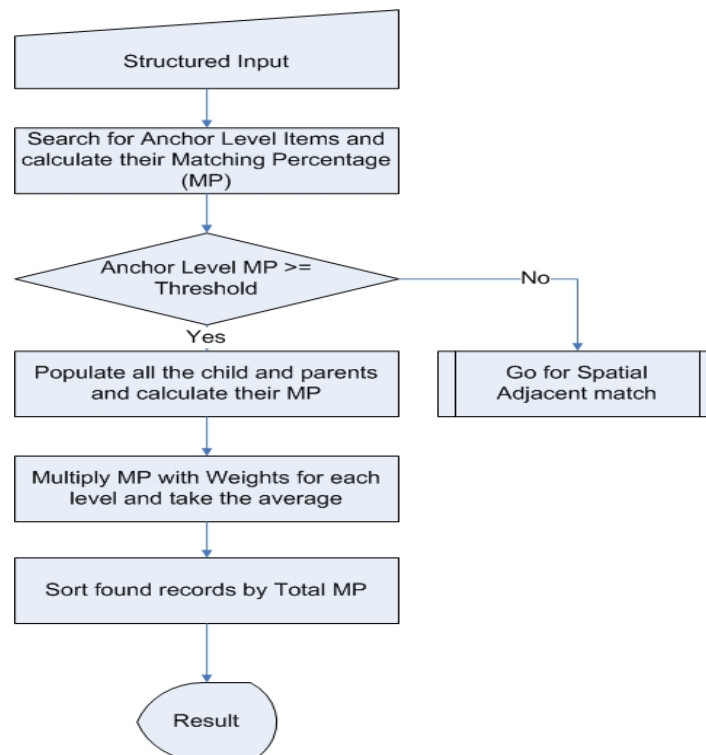 Structured Input
Search for Anchor Level Items and
calculate their Matching Percentage
(MP)
Anchor Level MP >=
Threshold
No
Yes
Populate all the child and parents
and calculate their MP
Go for Spatial
Adjacent match
Multiply MP with Weights for each
level and take the average
Sort found records by Total MP
Result